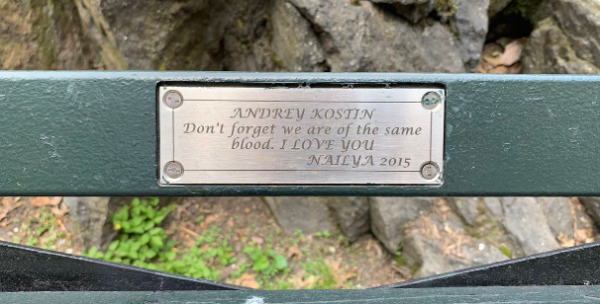 ANDREY KOSTIN
Don't forget we are of the same
blood. I LOVE YOU
NAILYA 2015